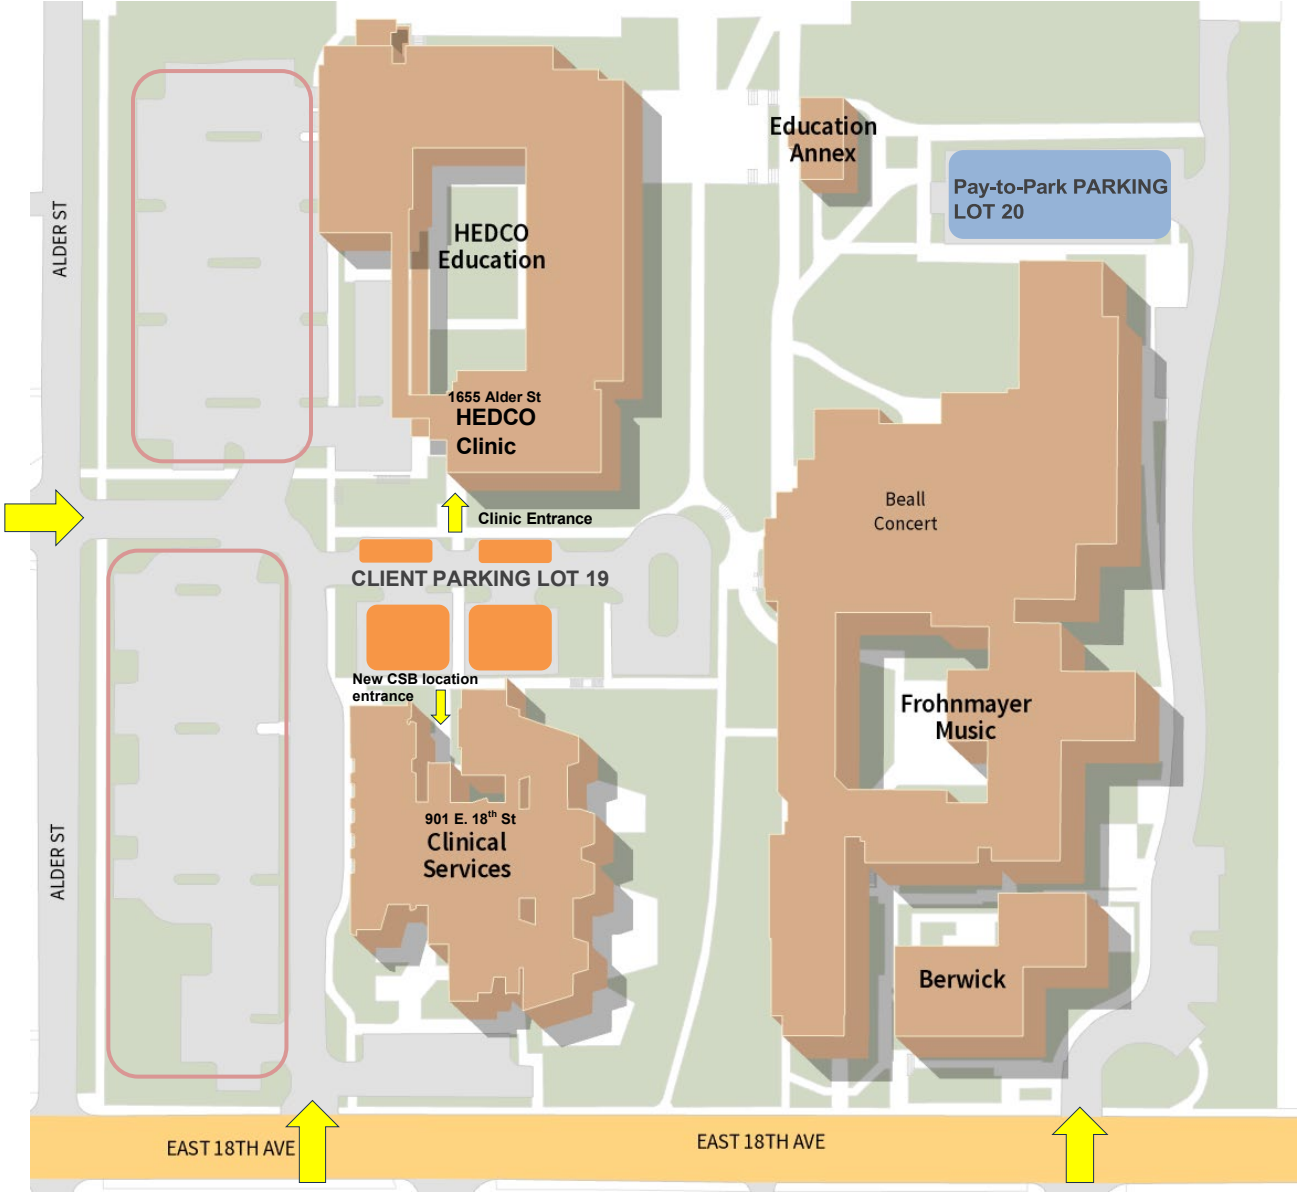 Education
Annex
Pay-to-Park PARKING
LOT 20
ALDER ST
HEDCO
Education
1655 Alder St
HEDCO
Clinic
Beall
Concert
Clinic Entrance
CLIENT PARKING LOT 19
New CSB location
entrance
Frohnmayer
Music
901 E. 18th St
Clinical
Services
ALDER ST
Berwick
EAST 18TH AVE
EAST 18TH AVE